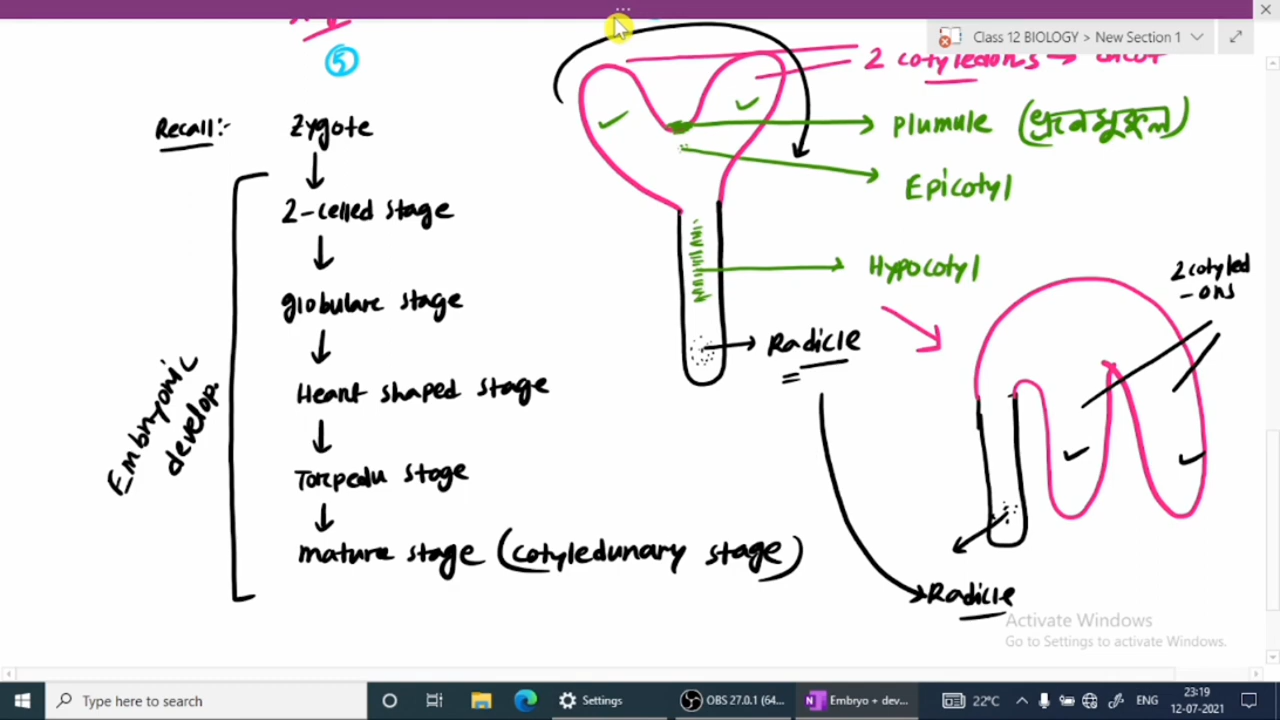 Class 12 BIOLOGY > New Section 1
5
2 cotyledons →
Recall:-
Zygote
2-celled stage
globulare stage
Heart shaped stage
Torpedu stage
mature stage (cotyledunary stage)
Embryonic
develop.
Plumule
Epicotyl
Hypocotyl
Radicle
2 cotyled
-ons
Radicle
Activate Windows
Go to Settings to activate Windows.
Type here to search
Settings
OBS 27.0.1 (64...
Embryo + dev...
22°C
ENG
23:19
12-07-2021